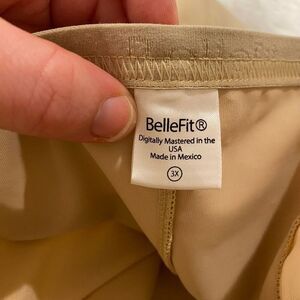 BelleFit®
Digitally Mastered in the
USA
Made in Mexico
3X